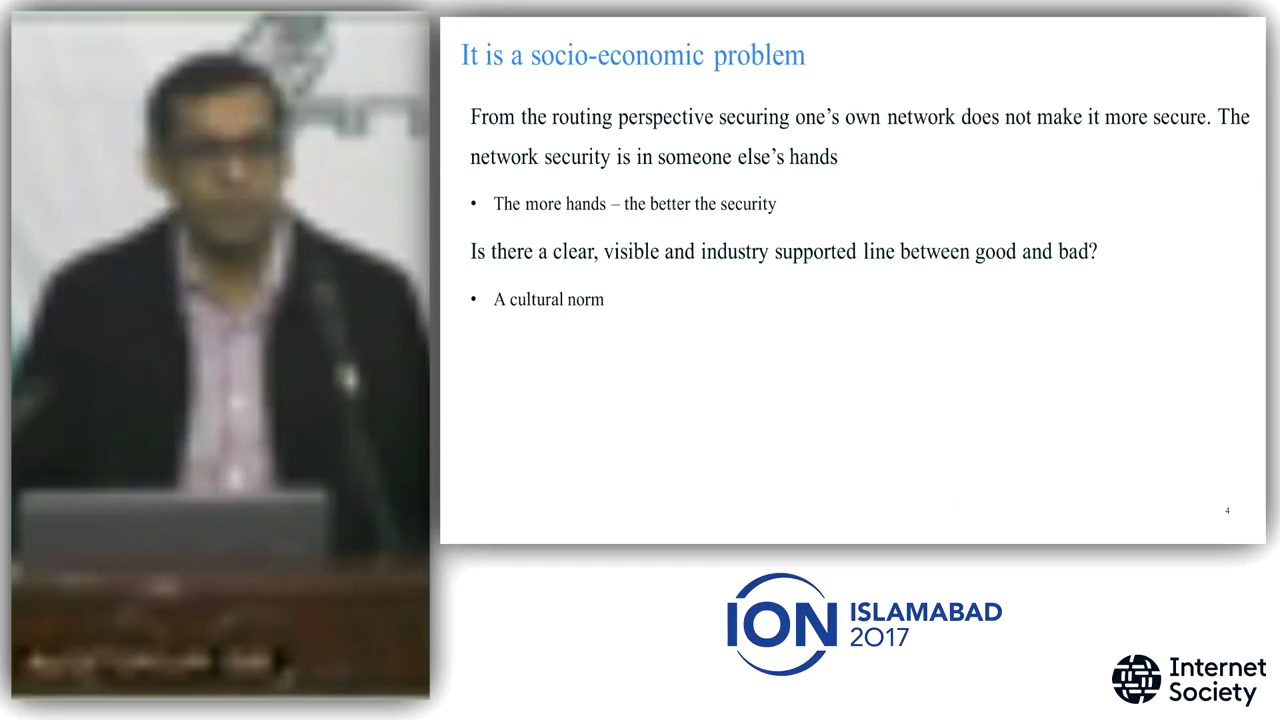 It is a socio-economic problem
From the routing perspective securing one’s own network does not make it more secure. The
network security is in someone else’s hands
• The more hands – the better the security
Is there a clear, visible and industry supported line between good and bad?
• A cultural norm
4
ION ISLAMABAD
2017
Internet
Society